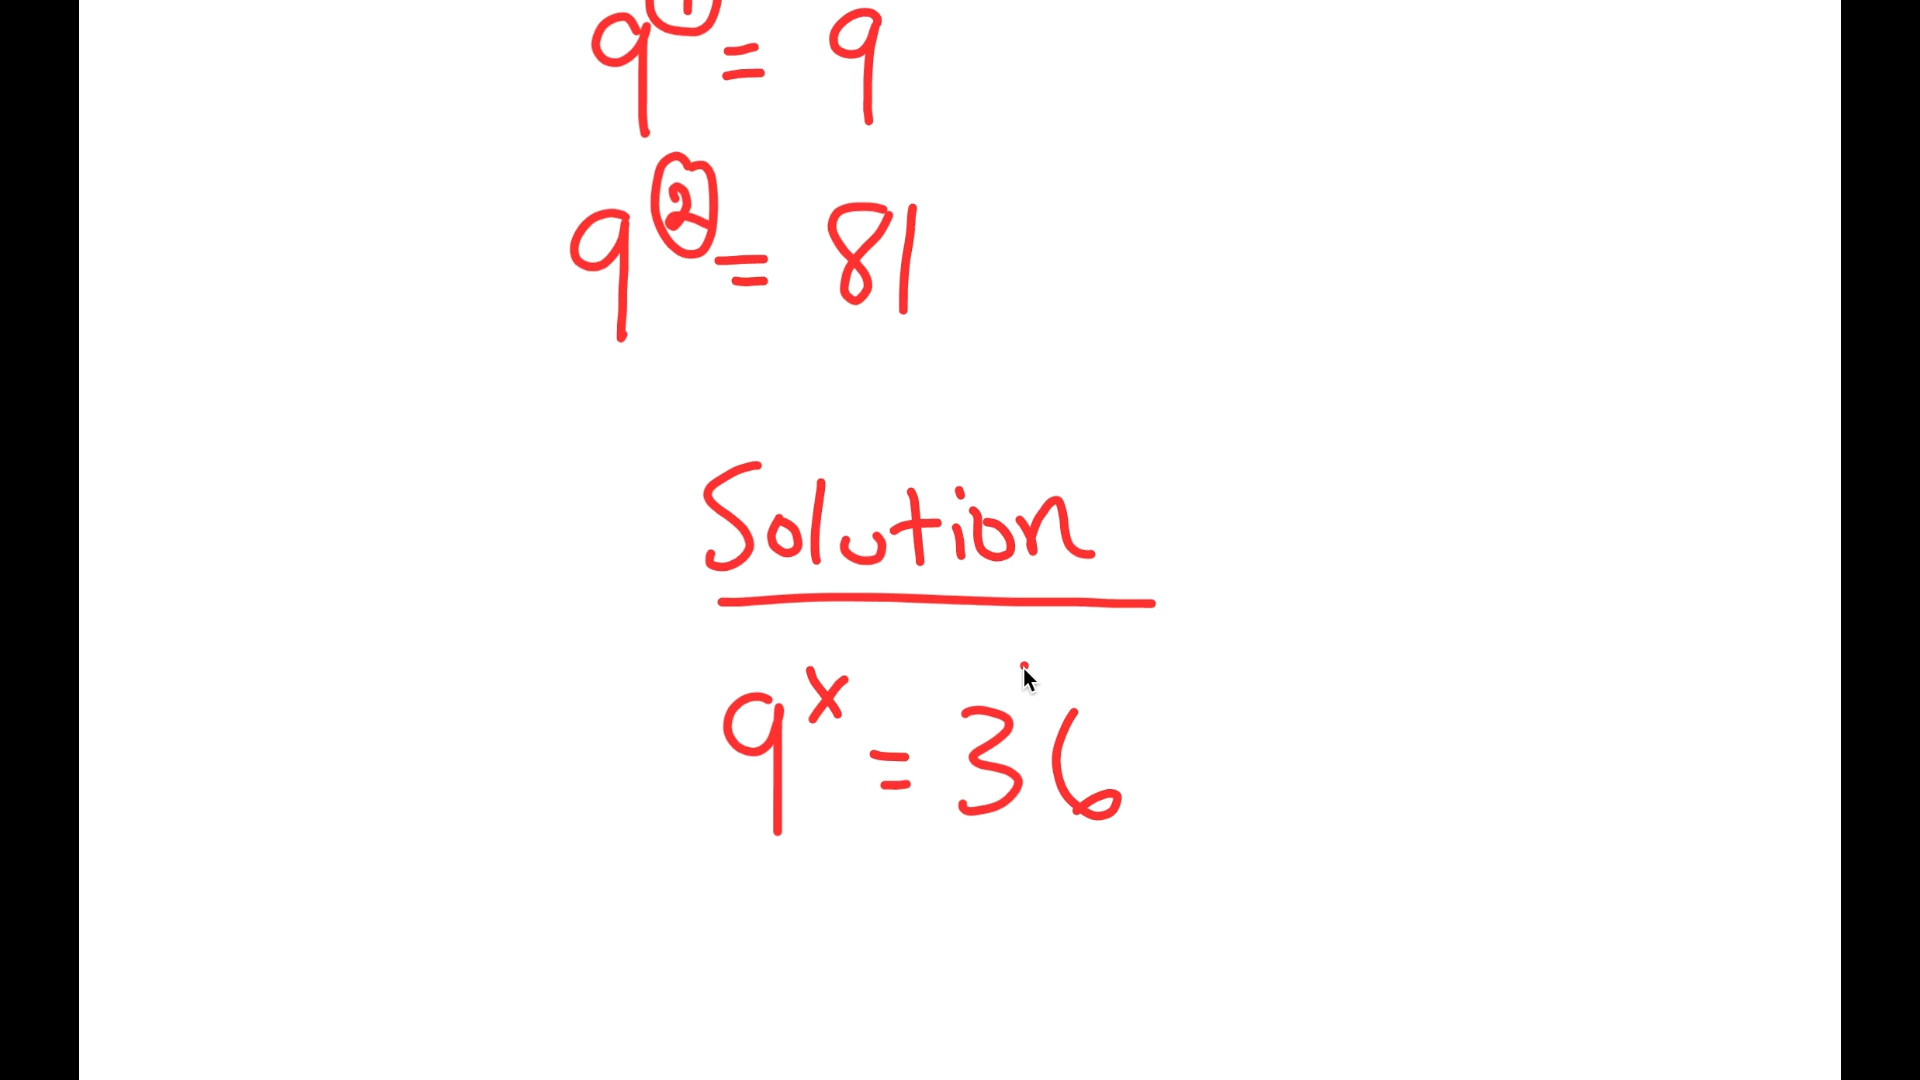 9¹ = 9
9² = 81
Solution
9ˣ = 36